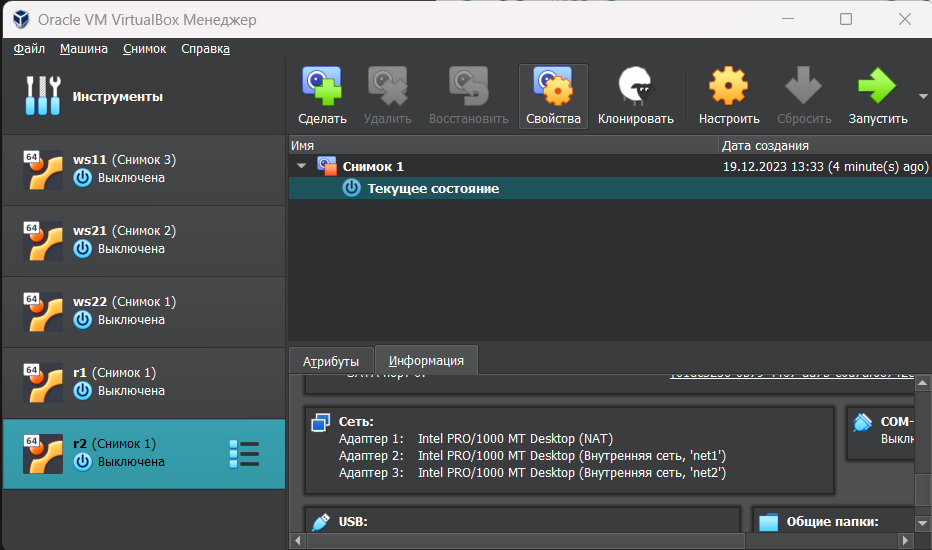 Oracle VM VirtualBox Менеджер
Файл Машина Снимок Справка
Инструменты
Сделать Удалить Восстановить Свойства Клонировать Настроить Сбросить Запустить
Имя Дата создания
Снимок 1 19.12.2023 13:33 (4 minute(s) ago)
Текущее состояние
64 ws11 (Снимок 3)
Выключена
64 ws21 (Снимок 2)
Выключена
64 ws22 (Снимок 1)
Выключена
64 r1 (Снимок 1)
Выключена
64 r2 (Снимок 1)
Выключена
Атрибуты Информация
Сеть:
Адаптер 1: Intel PRO/1000 MT Desktop (NAT)
Адаптер 2: Intel PRO/1000 MT Desktop (Внутренняя сеть, 'net1')
Адаптер 3: Intel PRO/1000 MT Desktop (Внутренняя сеть, 'net2')
COM-
Выкл
USB:
Общие папки: